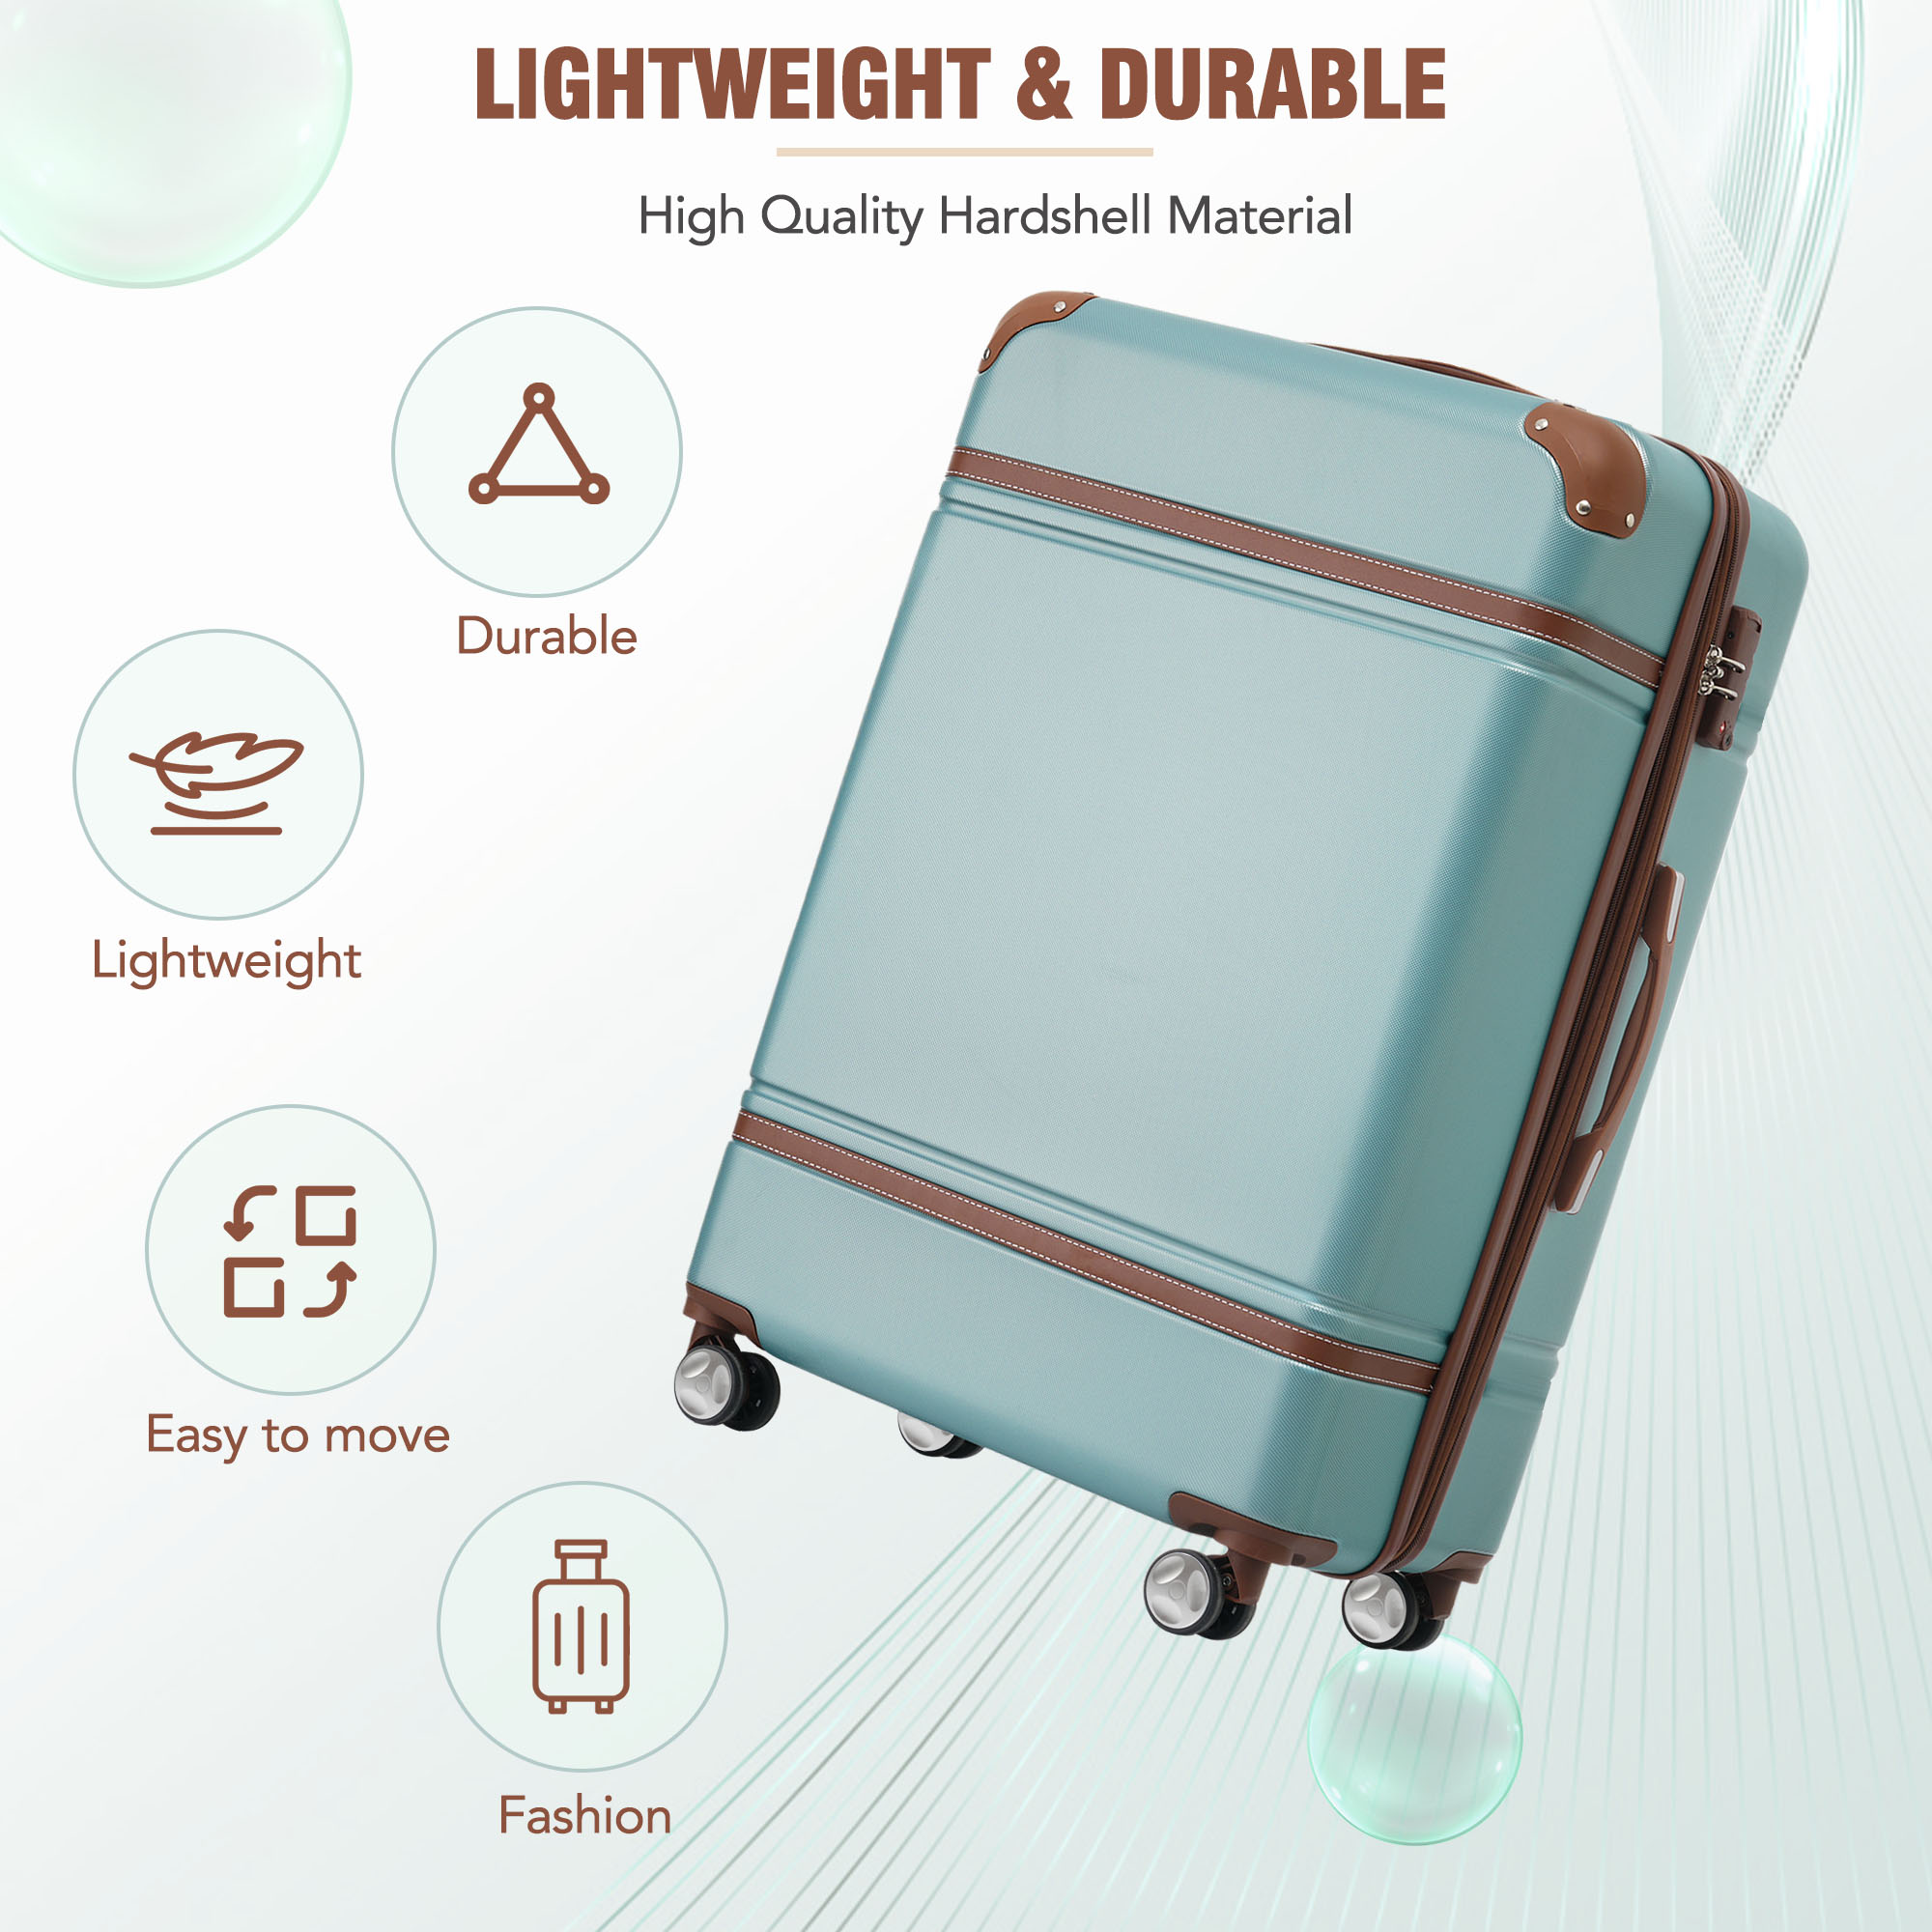 LIGHTWEIGHT & DURABLE
High Quality Hardshell Material
Durable
Lightweight
Easy to move
Fashion